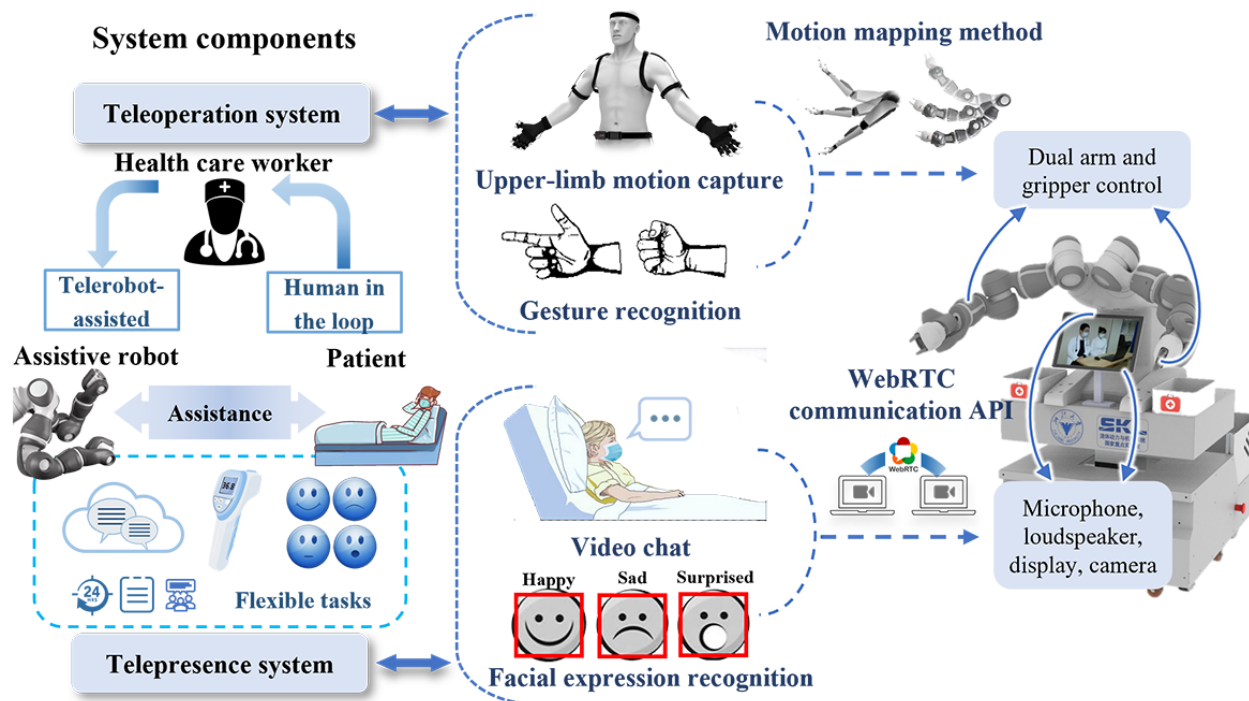 System components
Teleoperation system
Health care worker
Telerobot-
assisted
Human in
the loop
Assistive robot
Patient
Assistance
36.8
24
HRS
Flexible tasks
Telepresence system
Upper-limb motion capture
Gesture recognition
Video chat
Happy
Sad
Surprised
Facial expression recognition
Motion mapping method
WebRTC
communication API
WebRTC
Dual arm and
gripper control
SK
Microphone,
loudspeaker,
display, camera